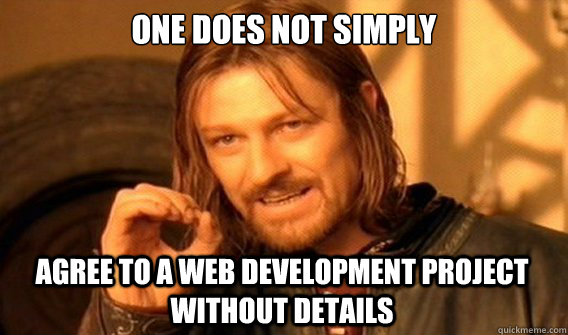 ONE DOES NOT SIMPLY
AGREE TO A WEB DEVELOPMENT PROJECT
WITHOUT DETAILS
quickmeme.com